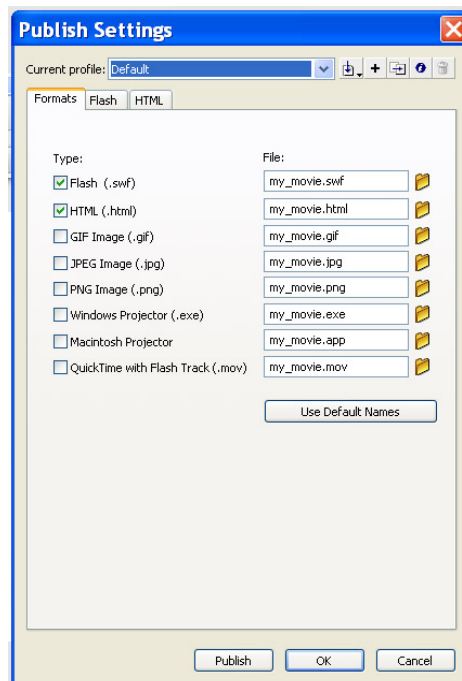 Publish Settings
Current profile: Default
Formats Flash HTML
Type: File:
Flash (.swf) my_movie.swf
HTML (.html) my_movie.html
GIF Image (.gif) my_movie.gif
JPEG Image (.jpg) my_movie.jpg
PNG Image (.png) my_movie.png
Windows Projector (.exe) my_movie.exe
Macintosh Projector my_movie.app
QuickTime with Flash Track (.mov) my_movie.mov
Use Default Names
Publish OK Cancel